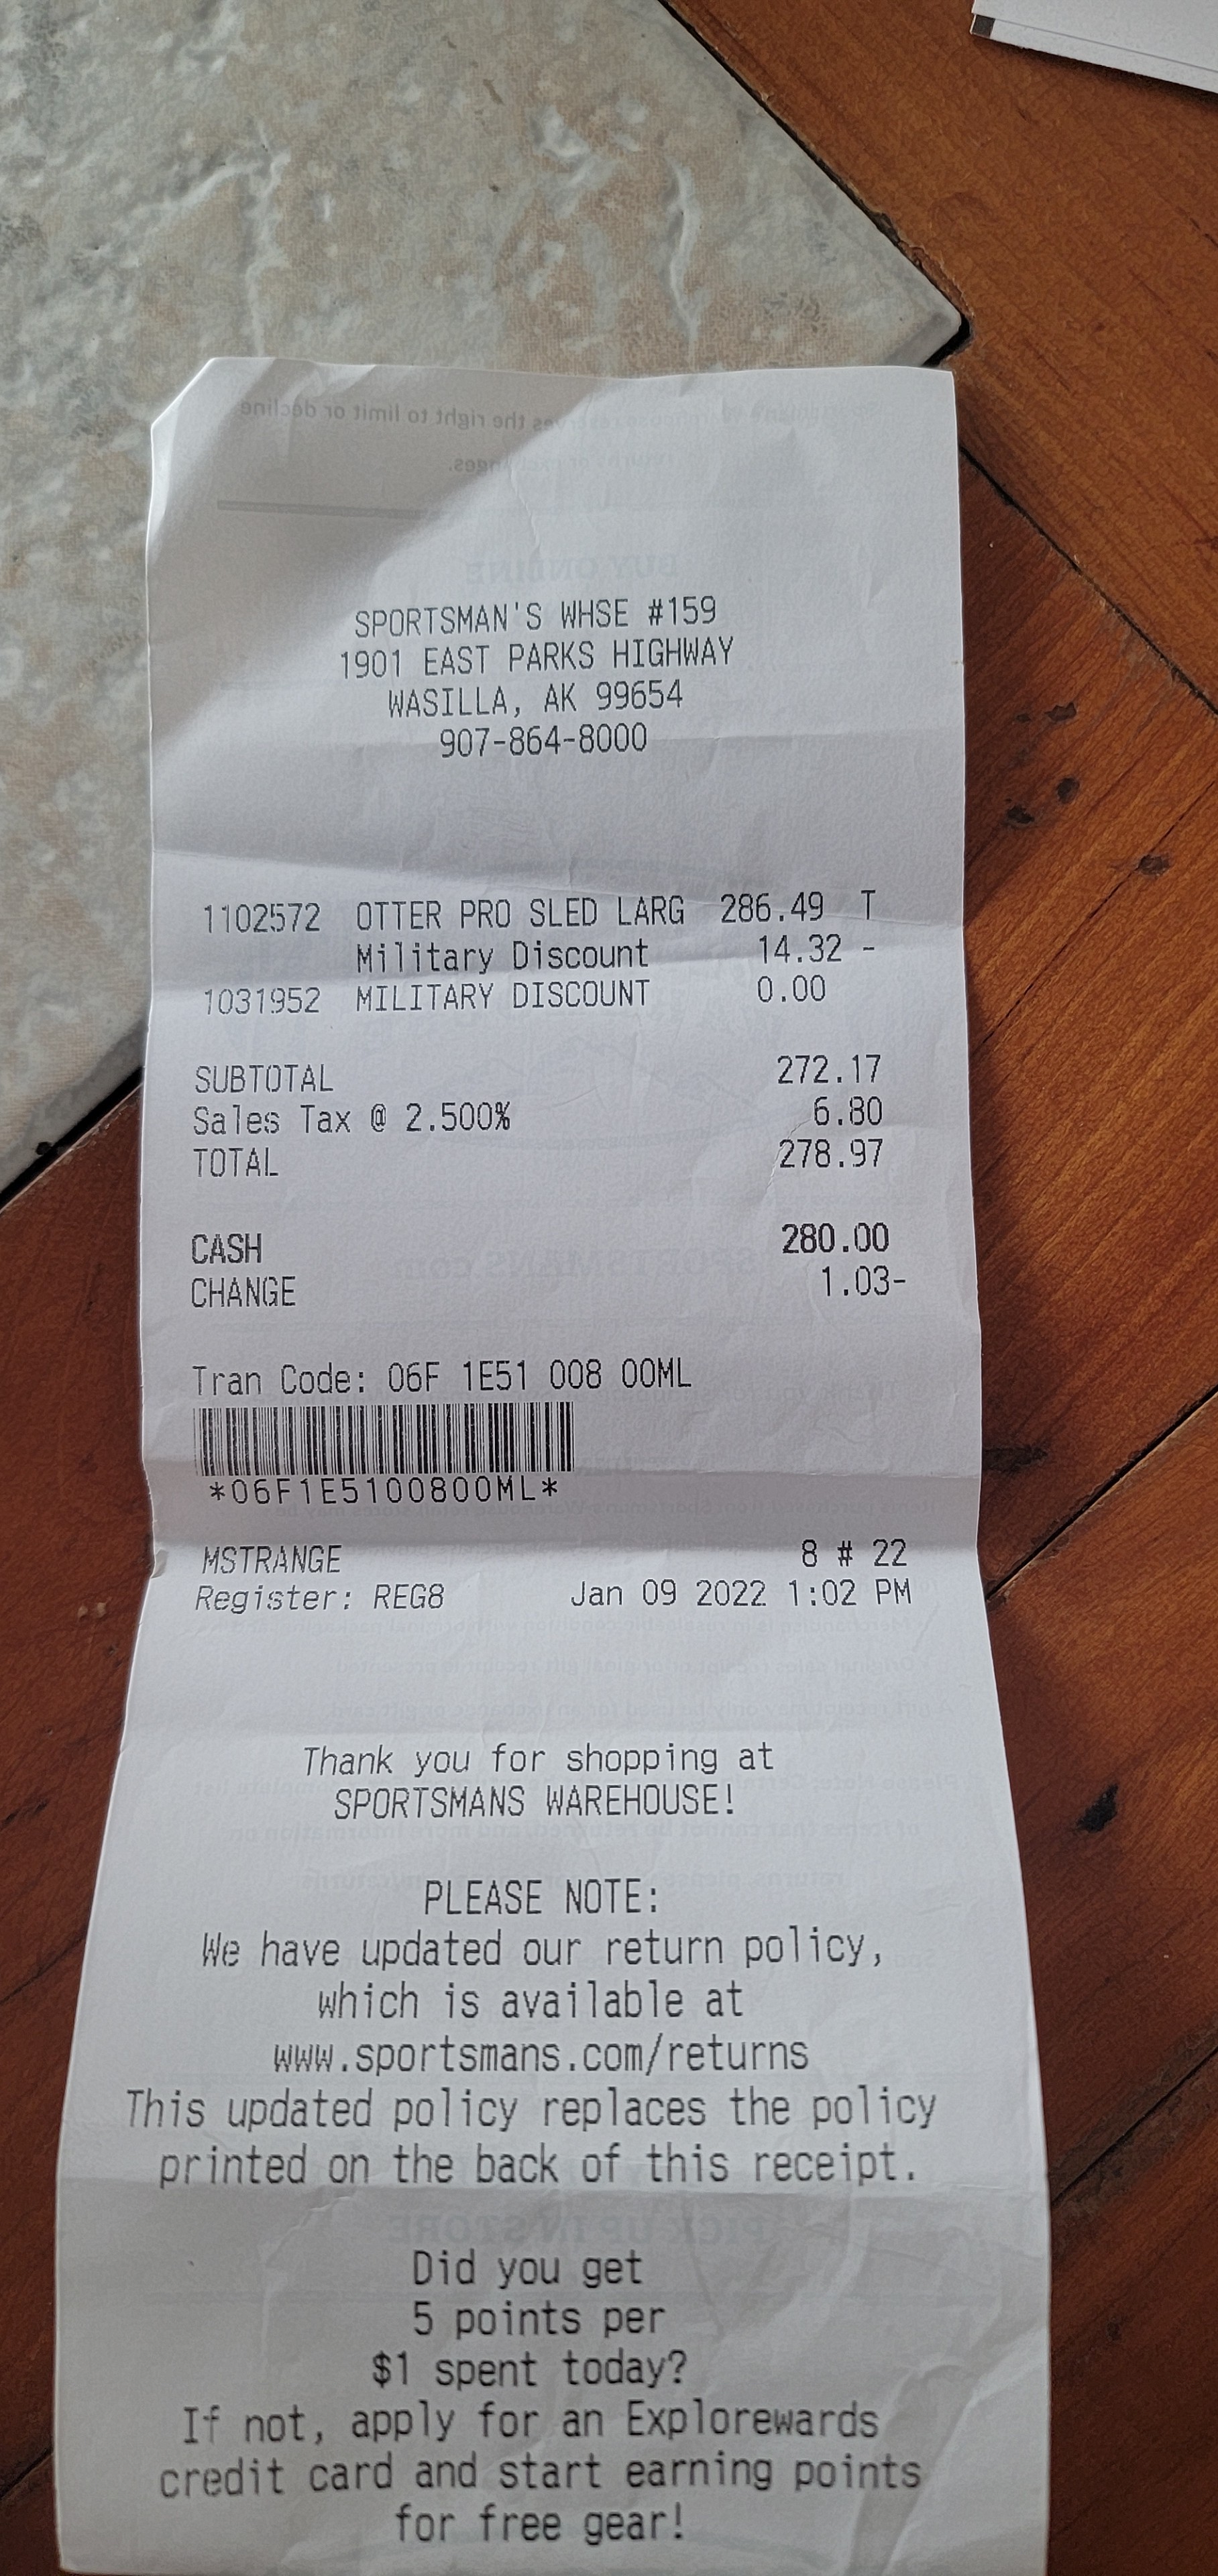 SPORTSMAN'S WHSE #159
1901 EAST PARKS HIGHWAY
WASILLA, AK 99654
907-864-8000
1102572 OTTER PRO SLED LARG 286.49 T
Military Discount 14.32 -
1031952 MILITARY DISCOUNT 0.00
SUBTOTAL 272.17
Sales Tax @ 2.500% 6.80
TOTAL 278.97
CASH 280.00
CHANGE 1.03-
Tran Code: 06F 1E51 008 00ML
*06F1E5100800ML*
MSTRANGE 8 # 22
Register: REG8 Jan 09 2022 1:02 PM
Thank you for shopping at
SPORTSMANS WAREHOUSE!
PLEASE NOTE:
We have updated our return policy,
which is available at
www.sportsmans.com/returns
This updated policy replaces the policy
printed on the back of this receipt.
Did you get
5 points per
$1 spent today?
If not, apply for an Explorewards
credit card and start earning points
for free gear!